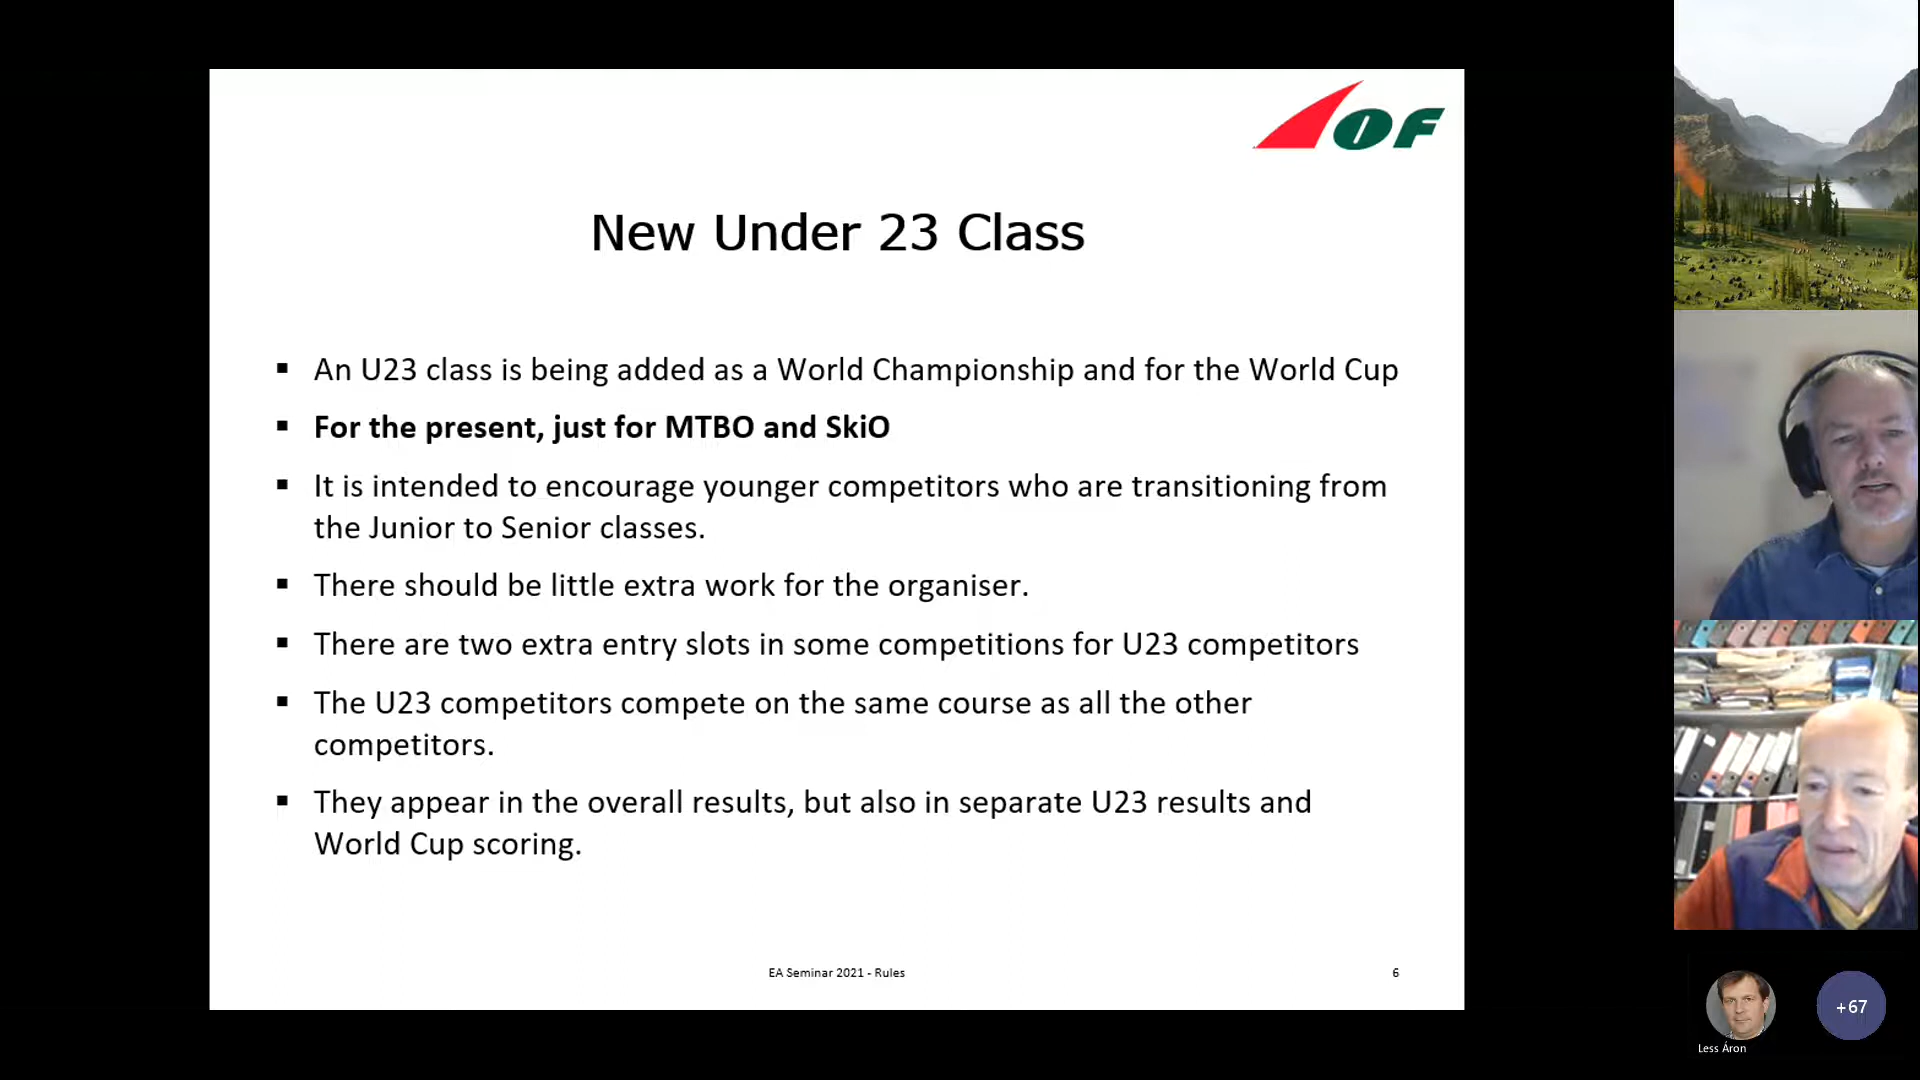 IOF
New Under 23 Class
▪ An U23 class is being added as a World Championship and for the World Cup
▪ For the present, just for MTBO and SkiO
▪ It is intended to encourage younger competitors who are transitioning from
the Junior to Senior classes.
▪ There should be little extra work for the organiser.
▪ There are two extra entry slots in some competitions for U23 competitors
▪ The U23 competitors compete on the same course as all the other
competitors.
▪ They appear in the overall results, but also in separate U23 results and
World Cup scoring.
EA Seminar 2021 - Rules
6
+67
Less Áron